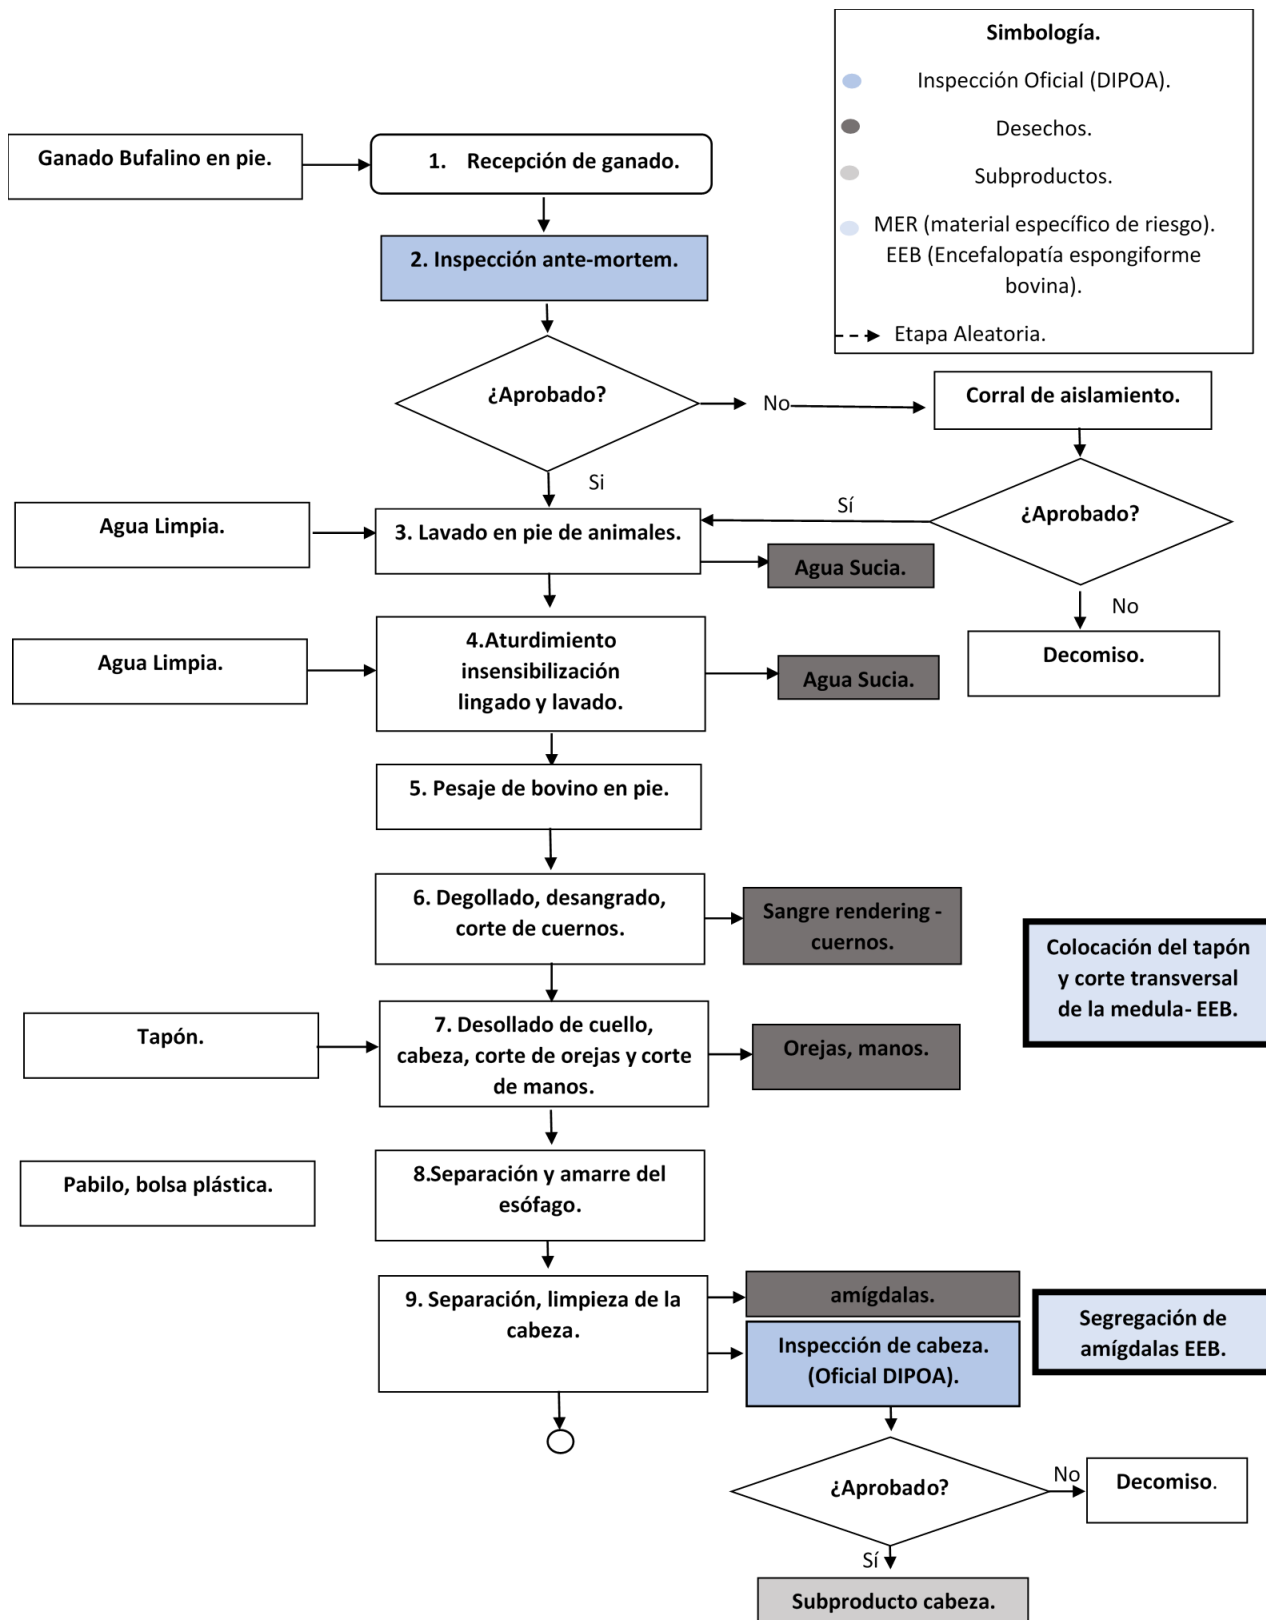 Simbología.
Inspección Oficial (DIPOA).
Desechos.
Subproductos.
MER (material específico de riesgo).
EEB (Encefalopatía espongiforme
bovina).
Etapa Aleatoria.
Ganado Bufalino en pie.
1. Recepción de ganado.
2. Inspección ante-mortem.
¿Aprobado?
No
Corral de aislamiento.
Si
Sí
¿Aprobado?
Agua Limpia.
3. Lavado en pie de animales.
Agua Sucia.
No
Decomiso.
Agua Limpia.
4.Aturdimiento
insensibilización
lingado y lavado.
Agua Sucia.
5. Pesaje de bovino en pie.
6. Degollado, desangrado,
corte de cuernos.
Sangre rendering -
cuernos.
Colocación del tapón
y corte transversal
de la medula- EEB.
Tapón.
7. Desollado de cuello,
cabeza, corte de orejas y corte
de manos.
Orejas, manos.
Pabilo, bolsa plástica.
8.Separación y amarre del
esófago.
9. Separación, limpieza de la
cabeza.
amígdalas.
Inspección de cabeza.
(Oficial DIPOA).
Segregación de
amígdalas EEB.
¿Aprobado?
No
Decomiso.
Sí
Subproducto cabeza.